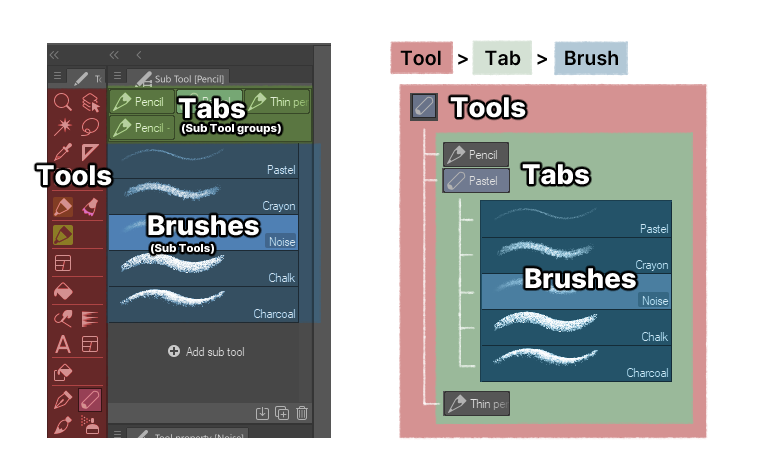 Tool > Tab > Brush
Sub Tool [Pencil]
Pencil
Thin per
Tabs
(Sub Tool groups)
Pencil -
Tools
Pastel
Crayon
Brushes
(Sub Tools)
Noise
Chalk
Charcoal
Add sub tool
Tool property [Noise]
Tools
Pencil
Pastel
Tabs
Pastel
Crayon
Brushes
Noise
Chalk
Charcoal
Thin pe